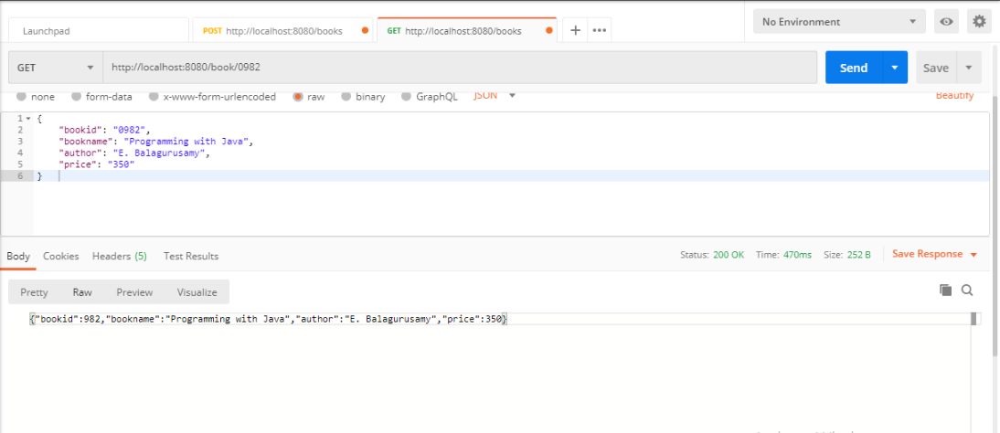 Launchpad
POST http://localhost:8080/books
GET http://localhost:8080/books
No Environment
GET
http://localhost:8080/book/0982
Send
Save
none form-data x-www-form-urlencoded raw binary GraphQL JSON Beautify
1 {
2 "bookid": "0982",
3 "bookname": "Programming with Java",
4 "author": "E. Balagurusamy",
5 "price": "350"
6 }
Body Cookies Headers (5) Test Results Status: 200 OK Time: 470ms Size: 252 B Save Response
Pretty Raw Preview Visualize
{"bookid":982,"bookname":"Programming with Java","author":"E. Balagurusamy","price":350}